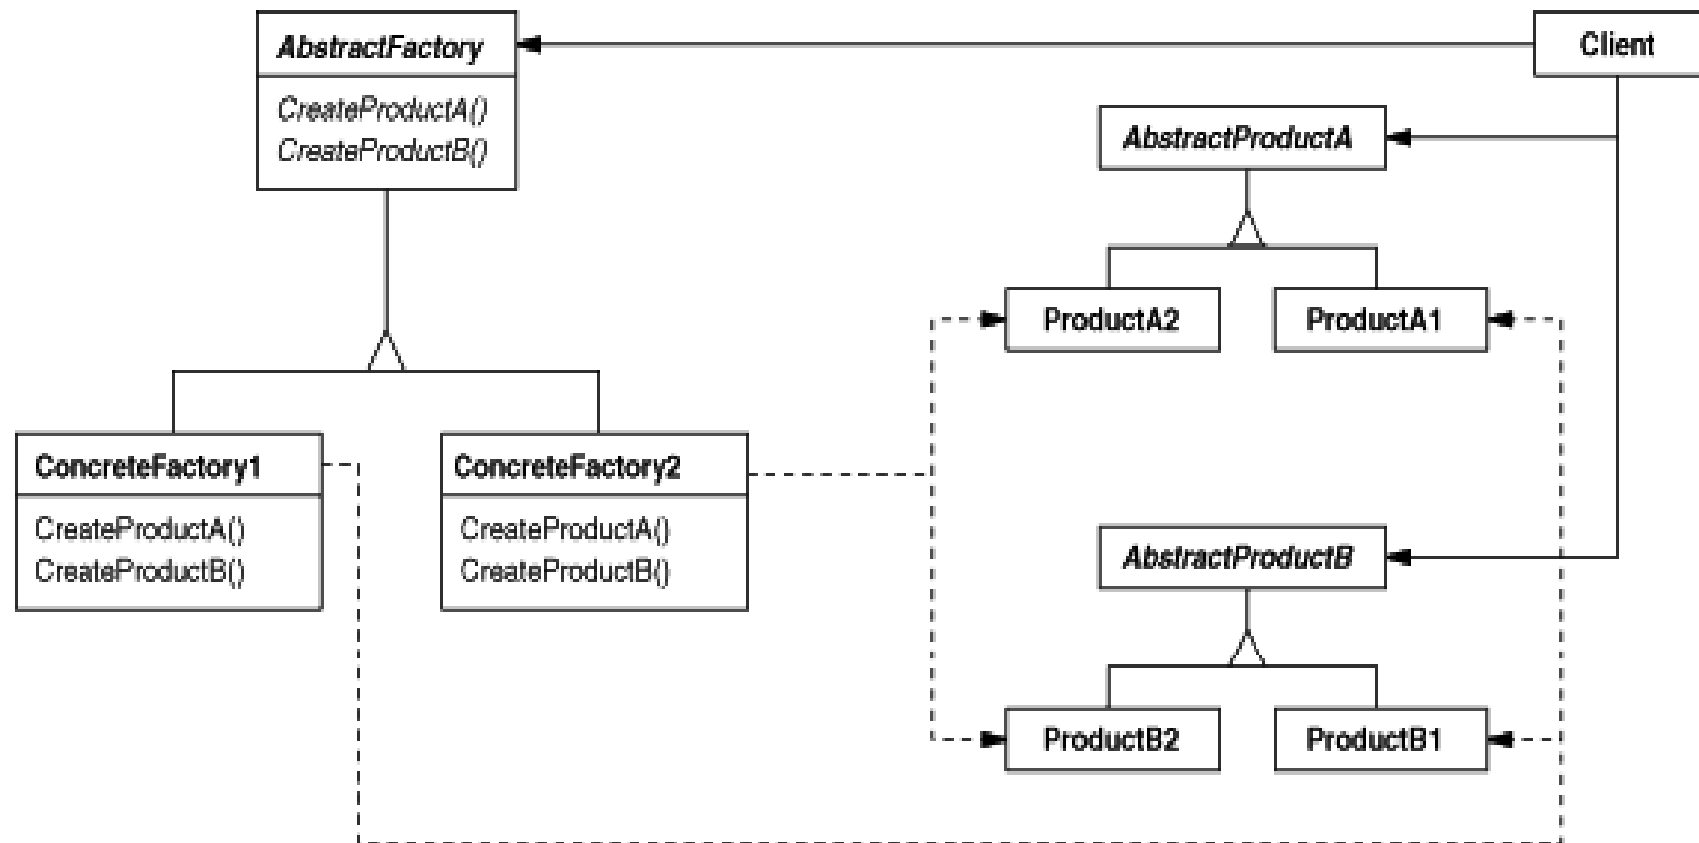 AbstractFactory
CreateProductA()
CreateProductB()
Client
AbstractProductA
ProductA2
ProductA1
ConcreteFactory1
CreateProductA()
CreateProductB()
ConcreteFactory2
CreateProductA()
CreateProductB()
AbstractProductB
ProductB2
ProductB1